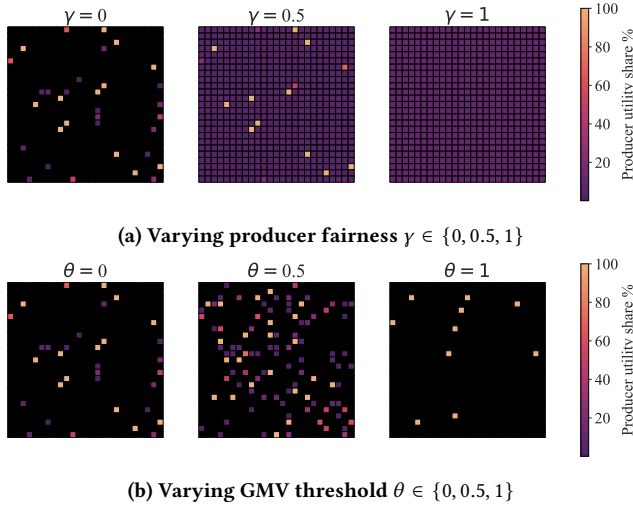 γ = 0
γ = 0.5
γ = 1
100
80
60
40
20
Producer utility share %
(a) Varying producer fairness γ ∈ {0, 0.5, 1}
θ = 0
θ = 0.5
θ = 1
100
80
60
40
20
Producer utility share %
(b) Varying GMV threshold θ ∈ {0, 0.5, 1}